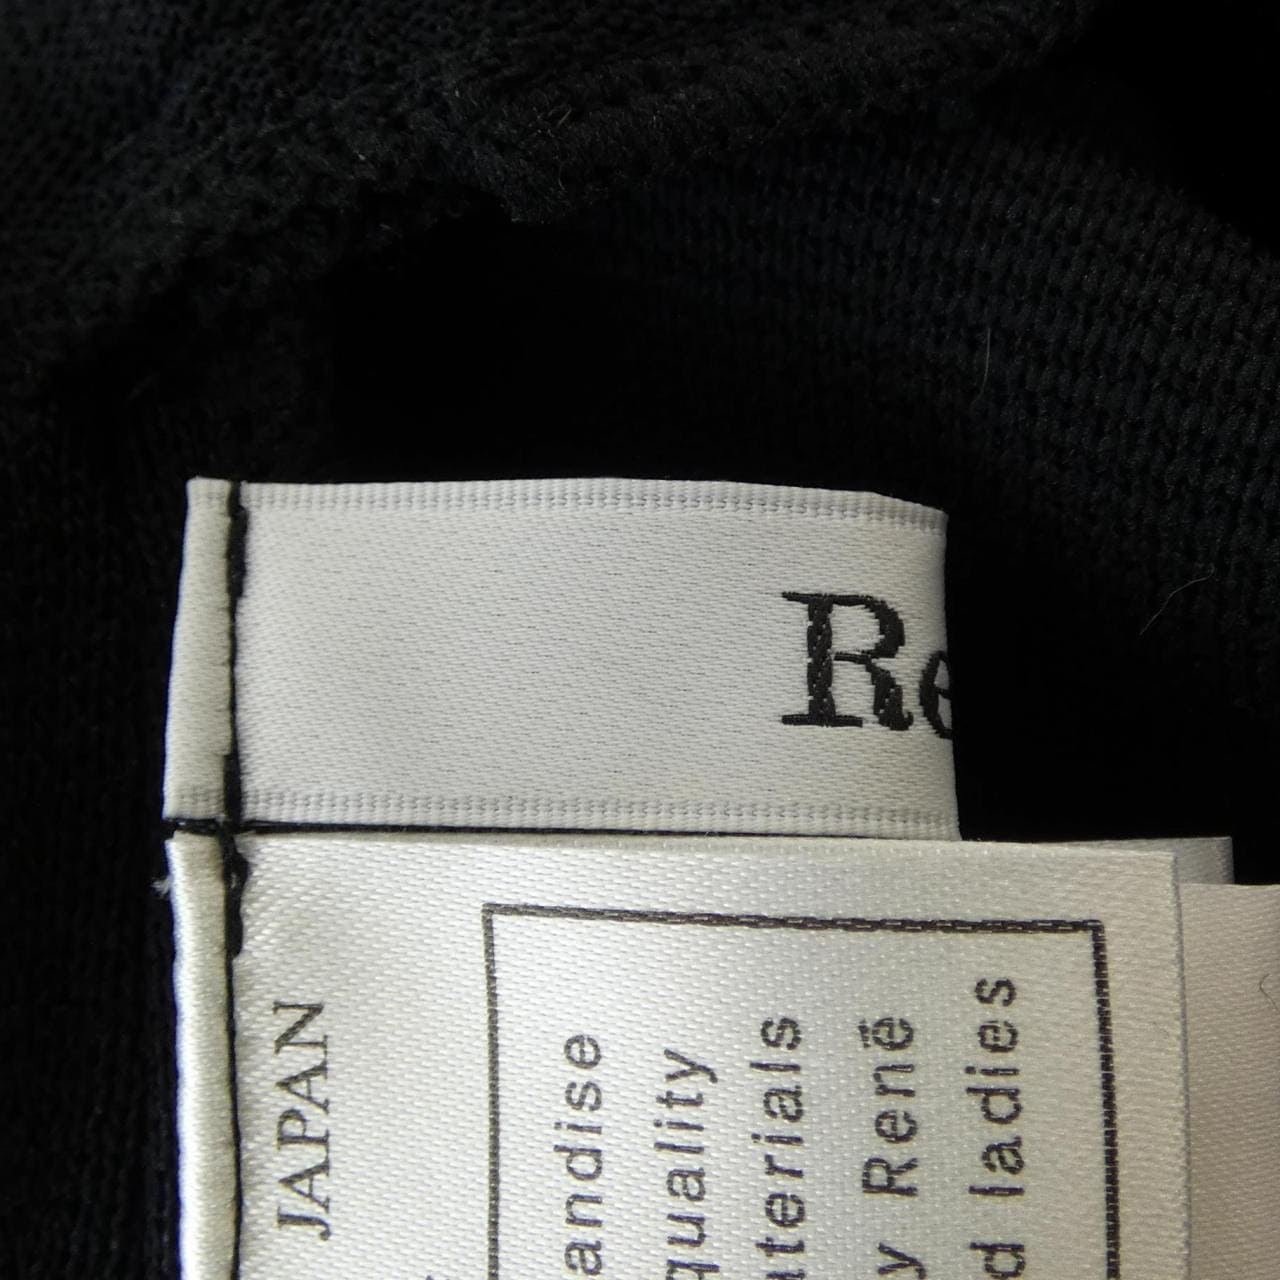 Re
JAPAN
andise
quality
aterials
y Renē
d ladies